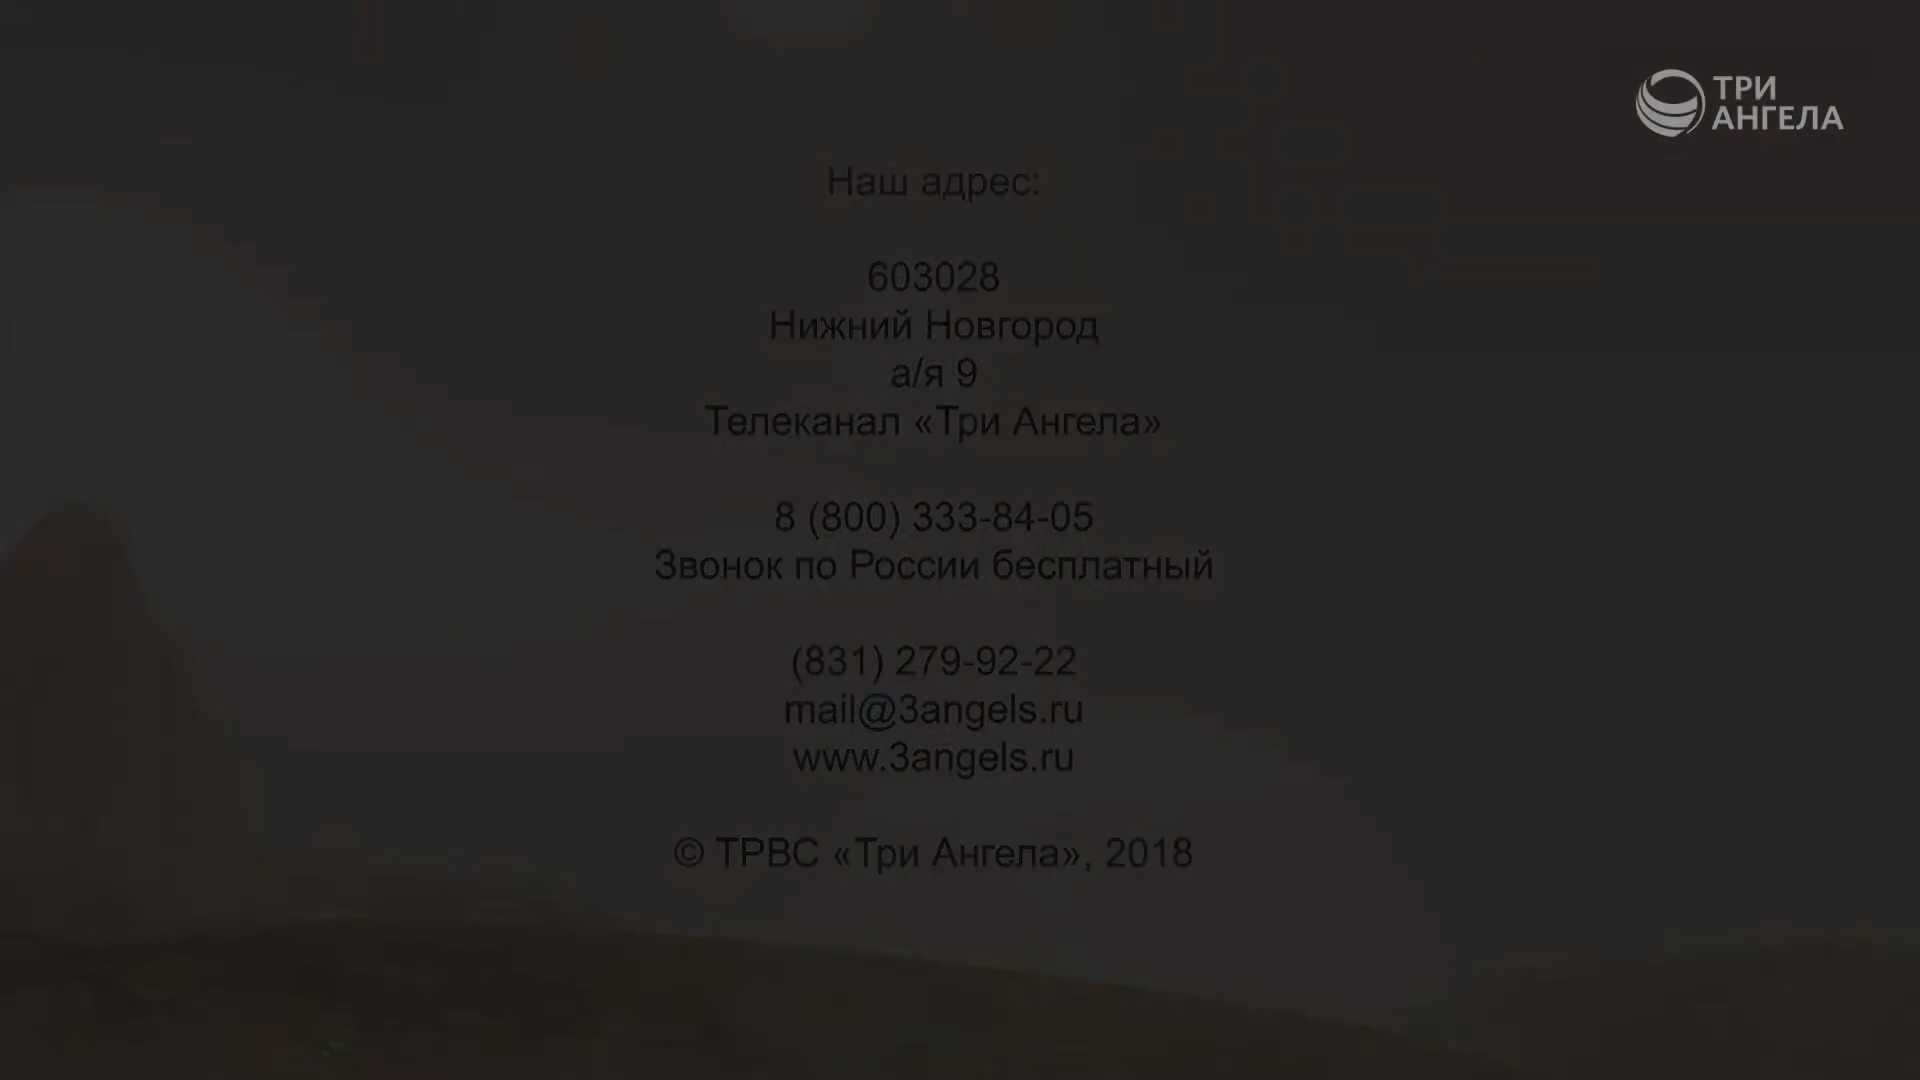 ТРИ
АНГЕЛА
Наш адрес:
603028
Нижний Новгород
а/я 9
Телеканал «Три Ангела»
8 (800) 333-84-05
Звонок по России бесплатный
(831) 279-92-22
mail@3angels.ru
www.3angels.ru
© ТРВС «Три Ангела», 2018